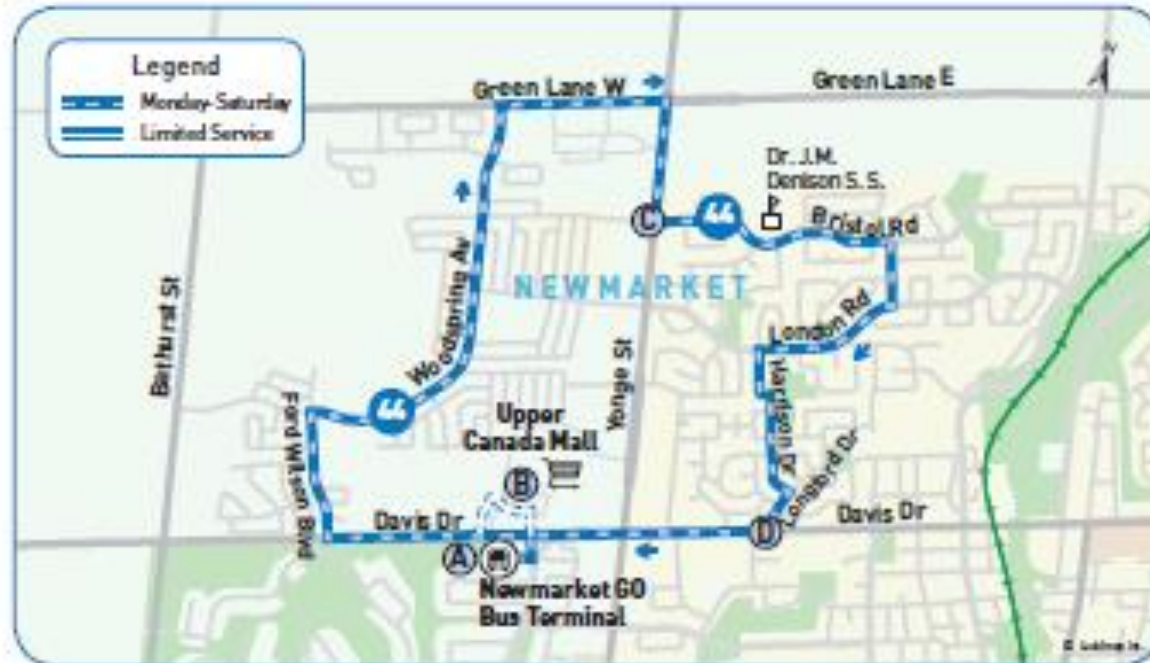 Legend
Monday-Saturday
Limited Service
Green Lane W
Green Lane E
N
Dr. J.M.
Denison S. S.
C
44
Bristol Rd
NEWMARKET
Woodspring Av
Bathurst St
London Rd
Yonge St
Harrison Dr
44
Ford Wilson Blvd
Upper
Canada Mall
B
Longford Dr
Davis Dr
D
Davis Dr
A
Newmarket GO
Bus Terminal